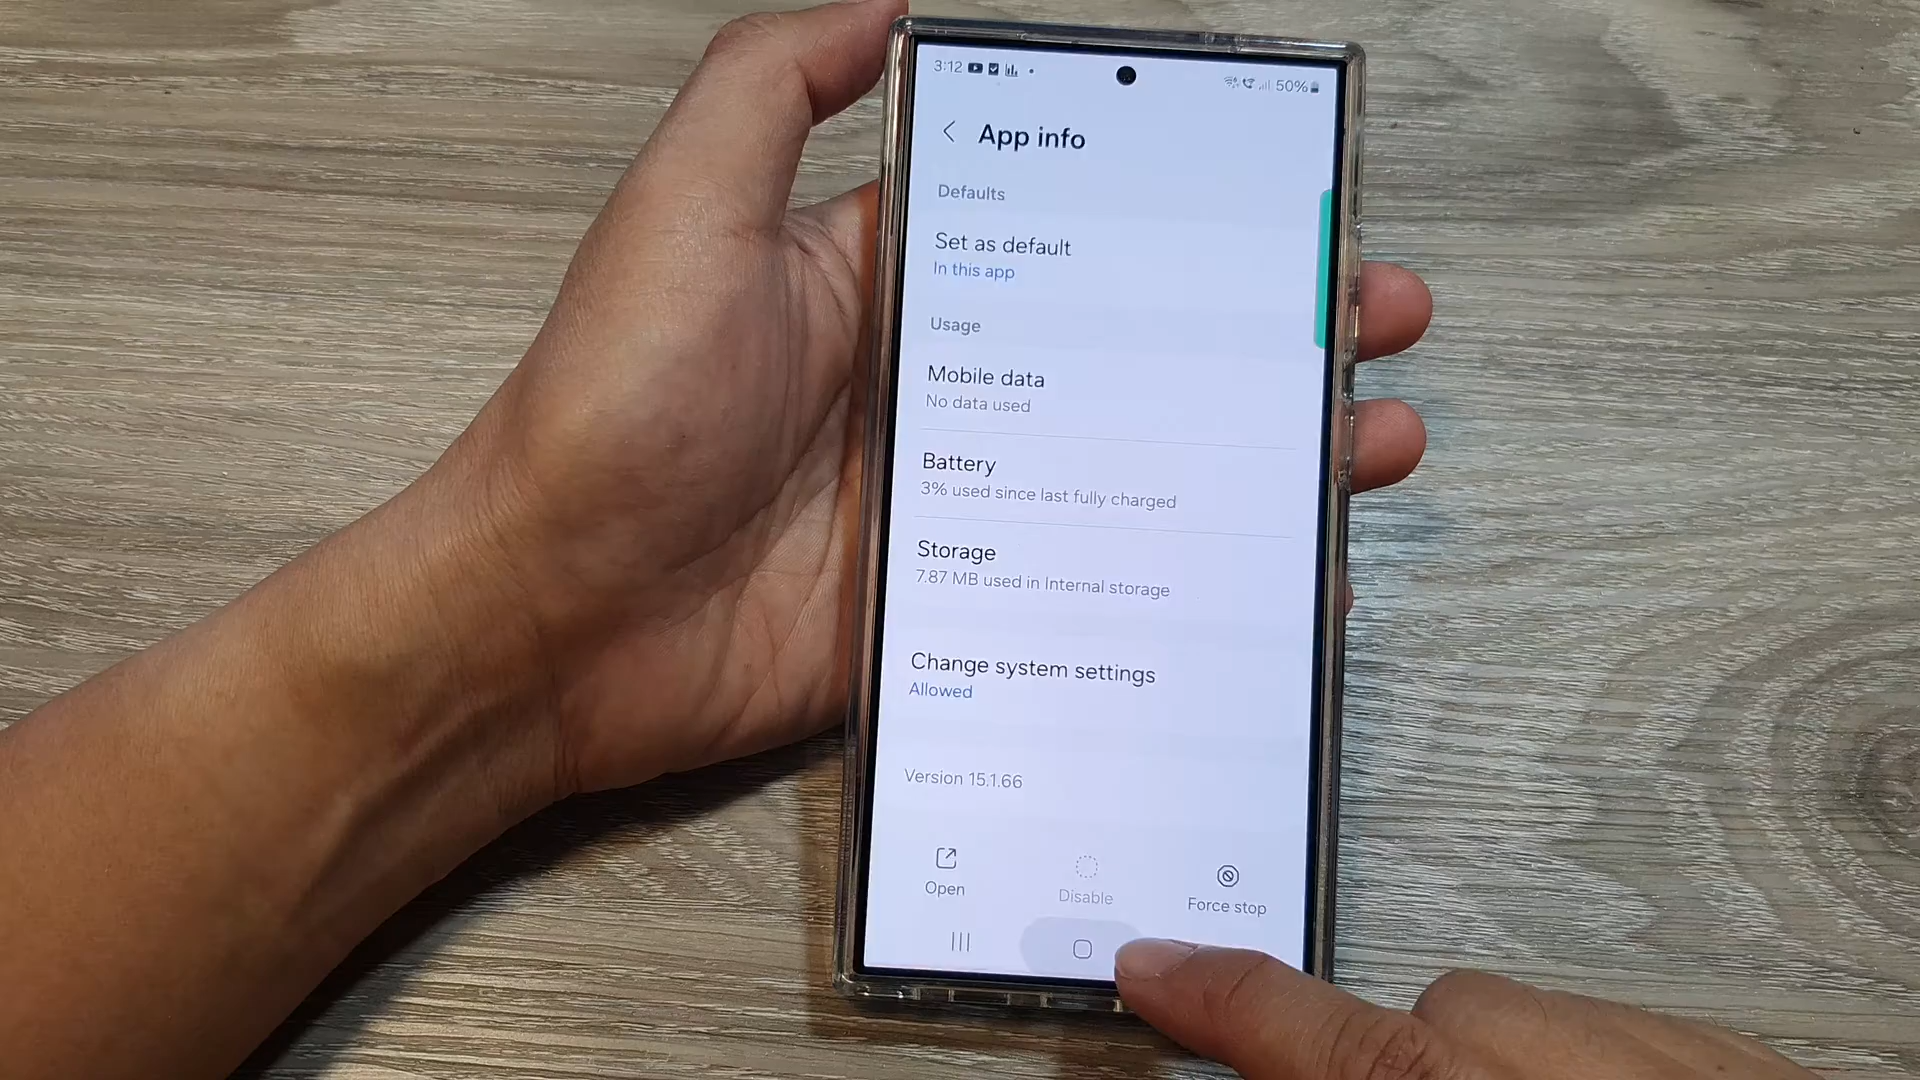 3:12
50%
App info
Defaults
Set as default
In this app
Usage
Mobile data
No data used
Battery
3% used since last fully charged
Storage
7.87 MB used in Internal storage
Change system settings
Allowed
Version 15.1.66
Open
Disable
Force stop